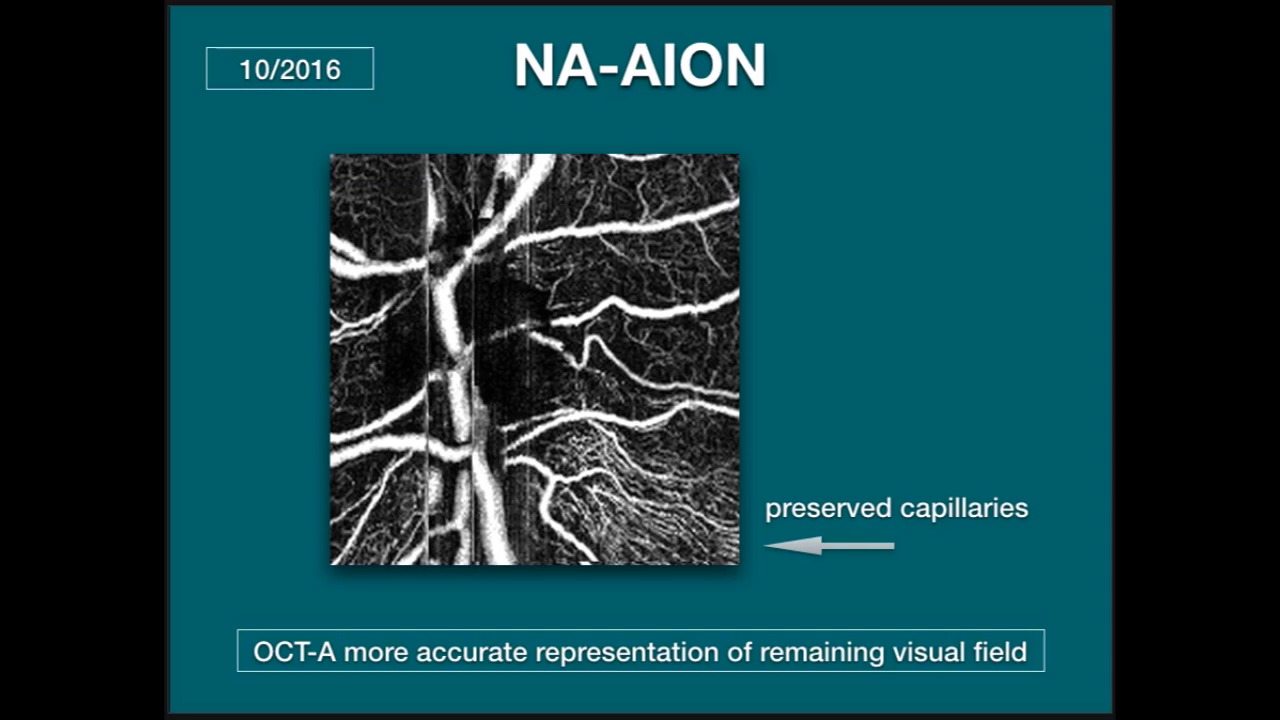 10/2016
NA-AION
preserved capillaries
OCT-A more accurate representation of remaining visual field